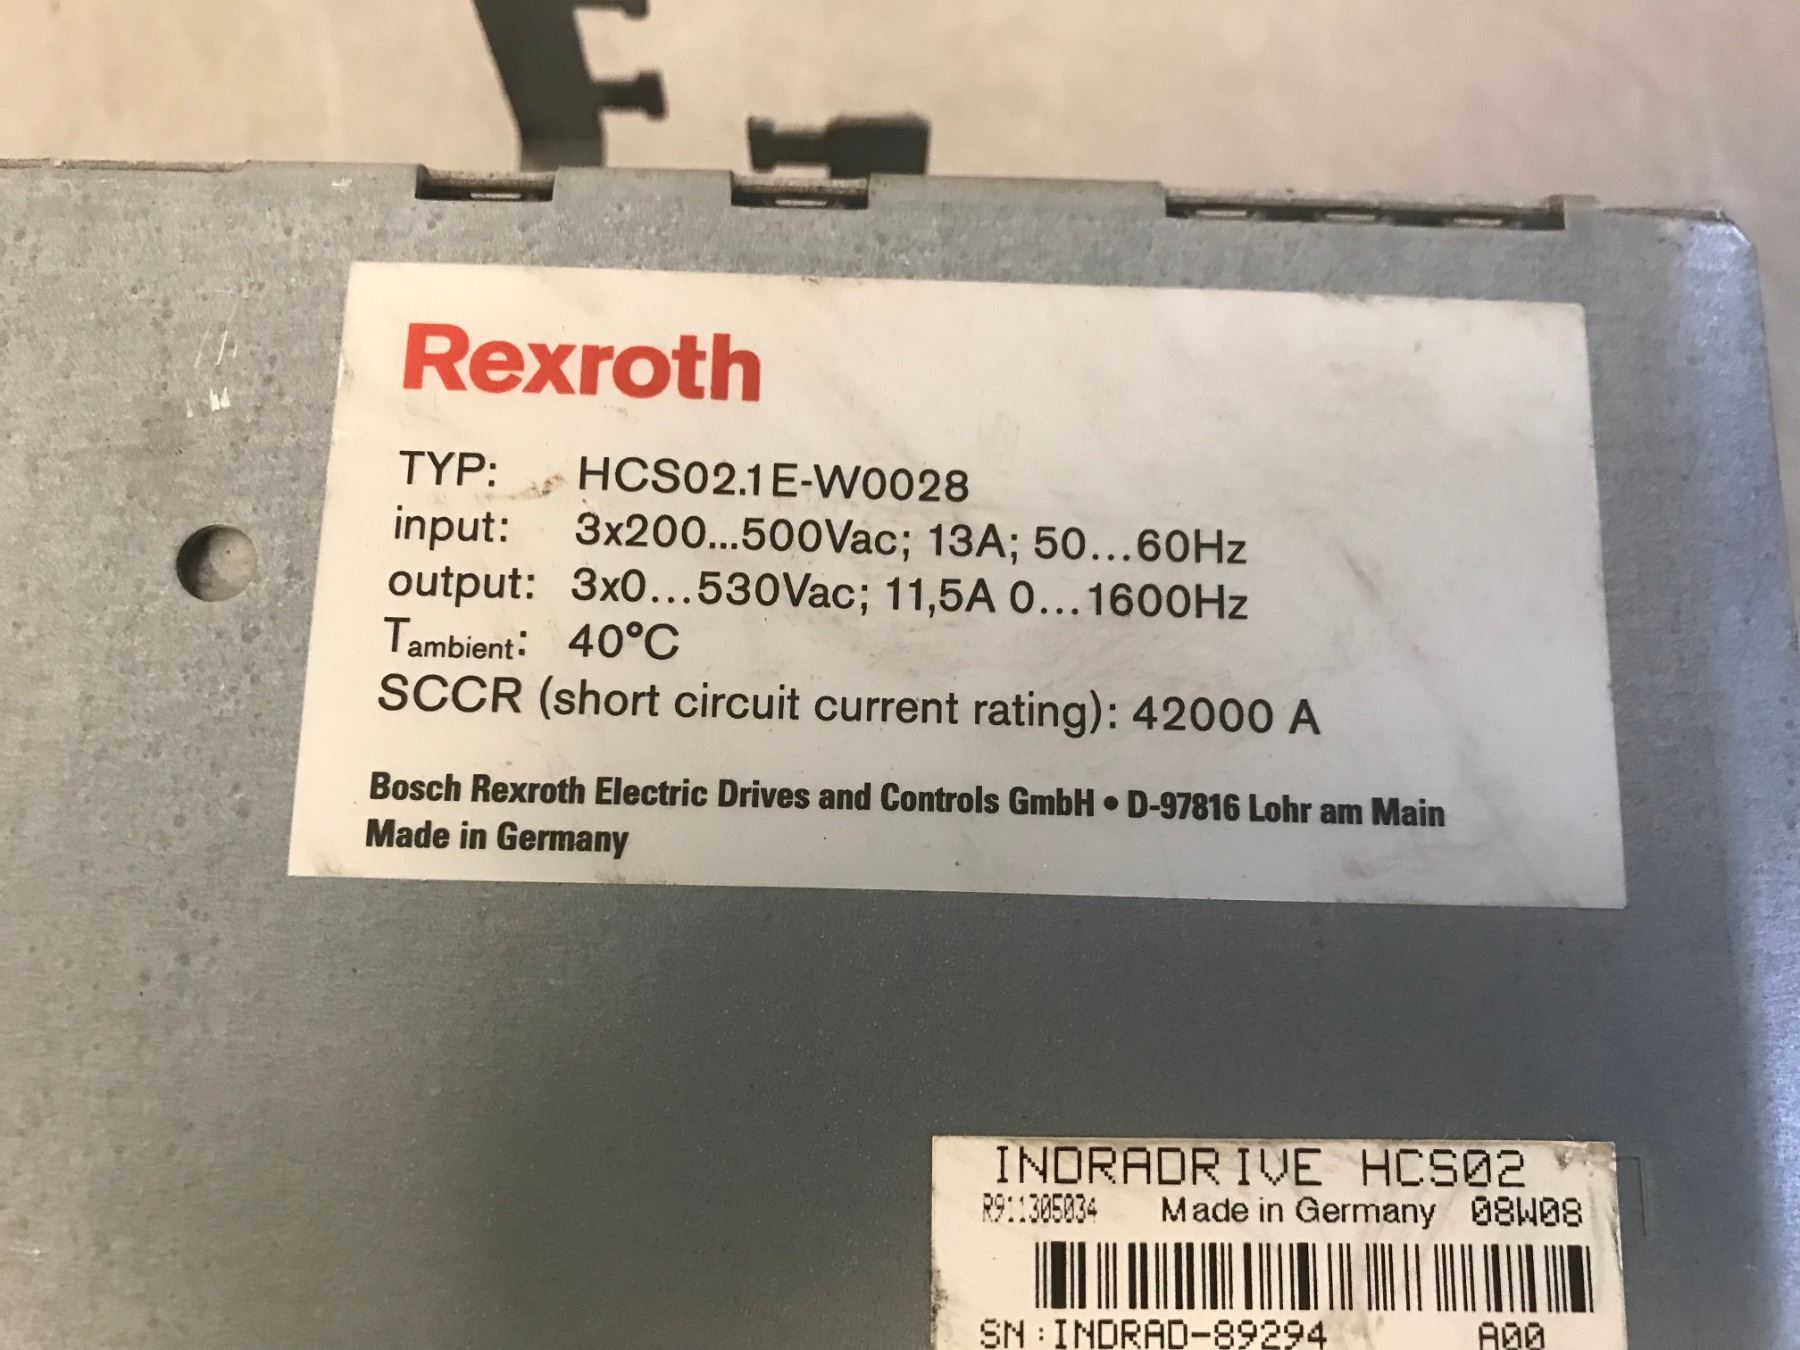 Rexroth
TYP: HCS02.1E-W0028
input: 3x200...500Vac; 13A; 50...60Hz
output: 3x0...530Vac; 11,5A 0...1600Hz
Tambient: 40°C
SCCR (short circuit current rating): 42000 A
Bosch Rexroth Electric Drives and Controls GmbH • D-97816 Lohr am Main
Made in Germany
INDRADRIVE HCS02
R911305034 Made in Germany 08W08
SN:INDRAD-89294 A00